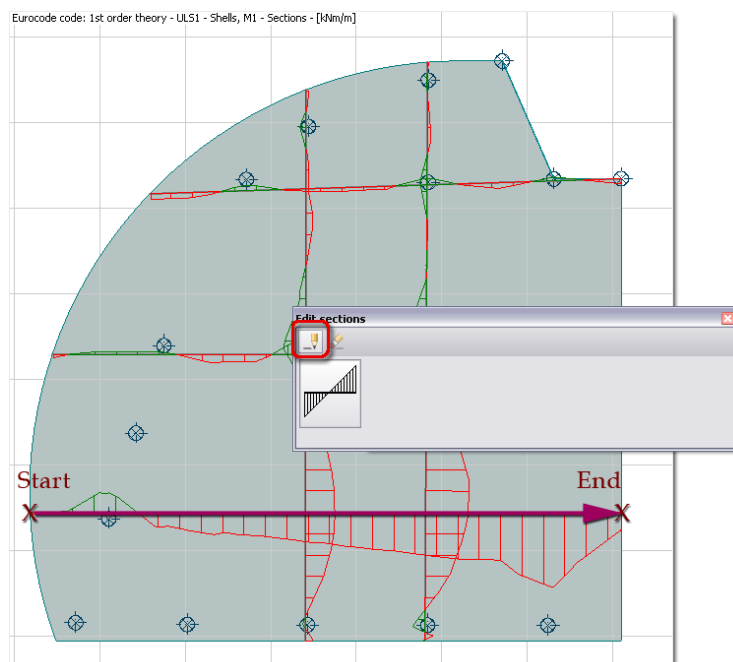 Eurocode code: 1st order theory - ULS1 - Shells, M1 - Sections - [kNm/m]
Edit sections
Start
End